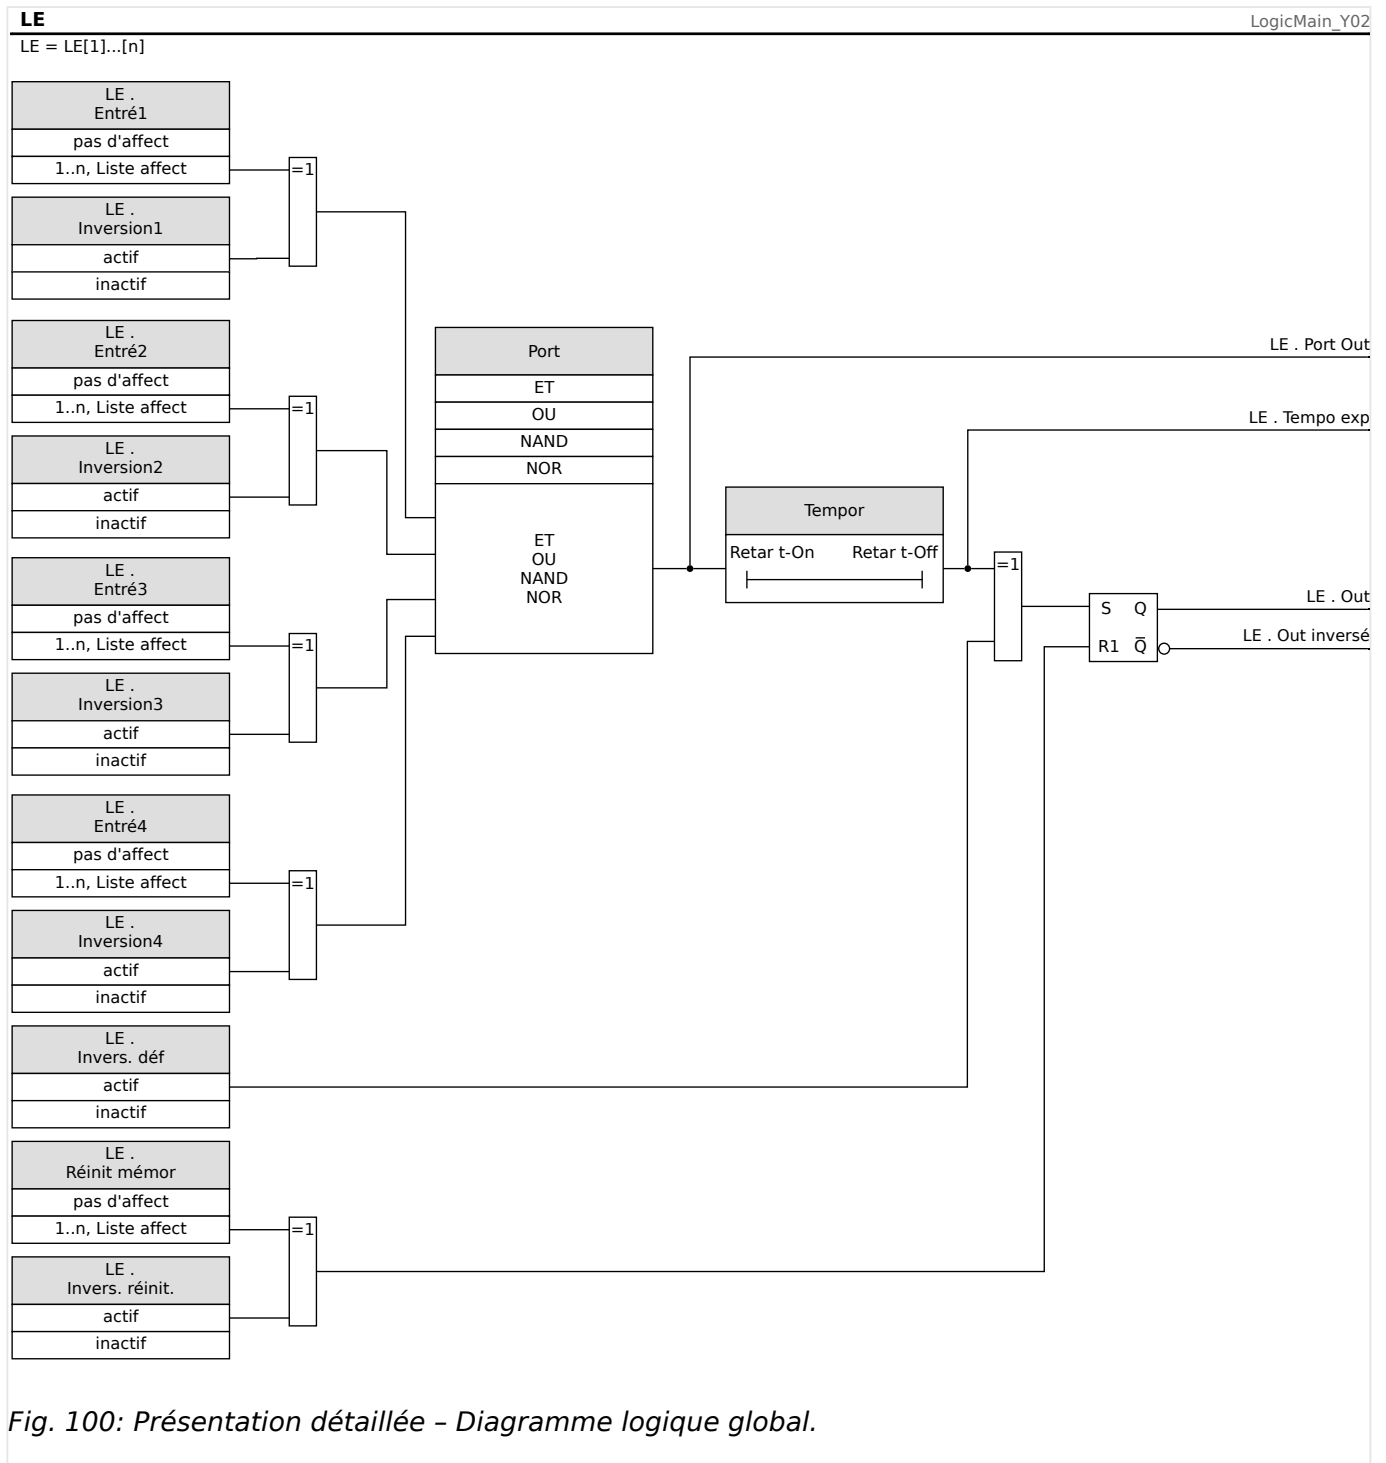 LE
LogicMain_Y02
LE = LE[1]...[n]
LE .
Entré1
pas d'affect
1..n, Liste affect
=1
LE .
Inversion1
actif
inactif
LE .
Entré2
pas d'affect
1..n, Liste affect
=1
LE .
Inversion2
actif
inactif
LE .
Entré3
pas d'affect
1..n, Liste affect
=1
LE .
Inversion3
actif
inactif
LE .
Entré4
pas d'affect
1..n, Liste affect
=1
LE .
Inversion4
actif
inactif
LE .
Invers. déf
actif
inactif
LE .
Réinit mémor
pas d'affect
1..n, Liste affect
=1
LE .
Invers. réinit.
actif
inactif
Port
ET
OU
NAND
NOR
ET
OU
NAND
NOR
Tempor
Retar t-On Retar t-Off
=1
S Q
R1 Q̅
LE . Port Out
LE . Tempo exp
LE . Out
LE . Out inversé
Fig. 100: Présentation détaillée – Diagramme logique global.